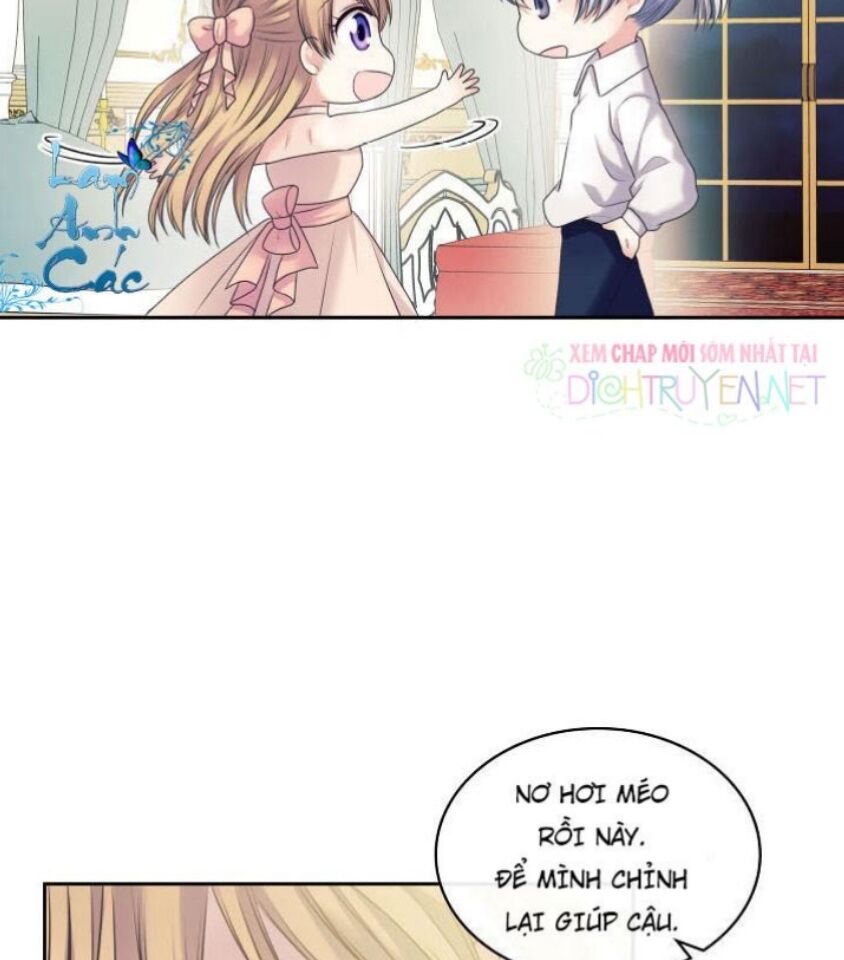 Lam
Anh
Các
XEM CHAP MỚI SỚM NHẤT TẠI
DICHTRUYEN.NET
NƠ HƠI MÉO
RỒI NÀY.
ĐỂ MÌNH CHỈNH
LẠI GIÚP CẬU.